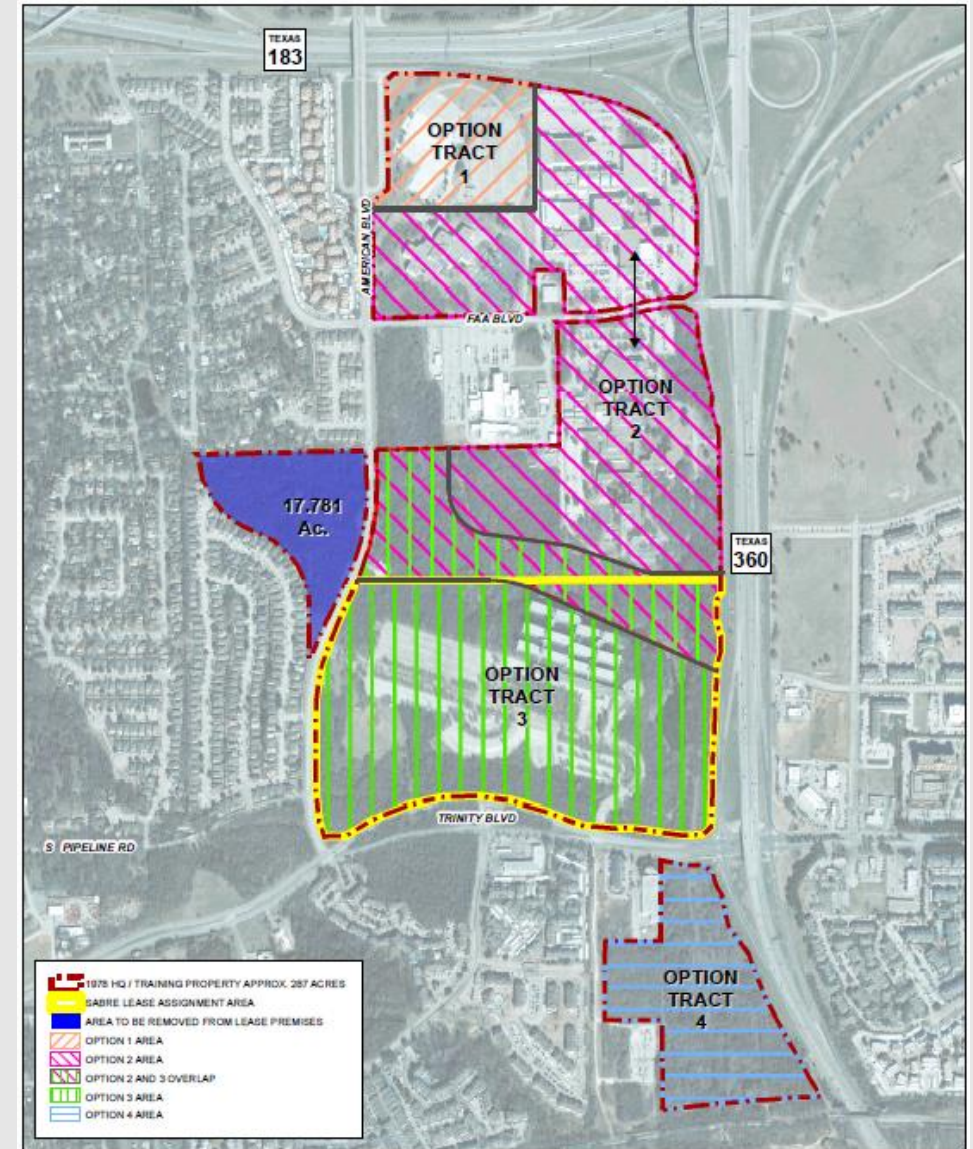 TEXAS
183
OPTION
TRACT
1
AMERICAN BLVD
FAA BLVD
OPTION
TRACT
2
17.781
Ac.
TEXAS
360
OPTION
TRACT
3
TRINITY BLVD
S PIPELINE RD
OPTION
TRACT
4
1978 HQ / TRAINING PROPERTY APPROX. 287 ACRES
SABRE LEASE ASSIGNMENT AREA
AREA TO BE REMOVED FROM LEASE PREMISES
OPTION 1 AREA
OPTION 2 AREA
OPTION 2 AND 3 OVERLAP
OPTION 3 AREA
OPTION 4 AREA